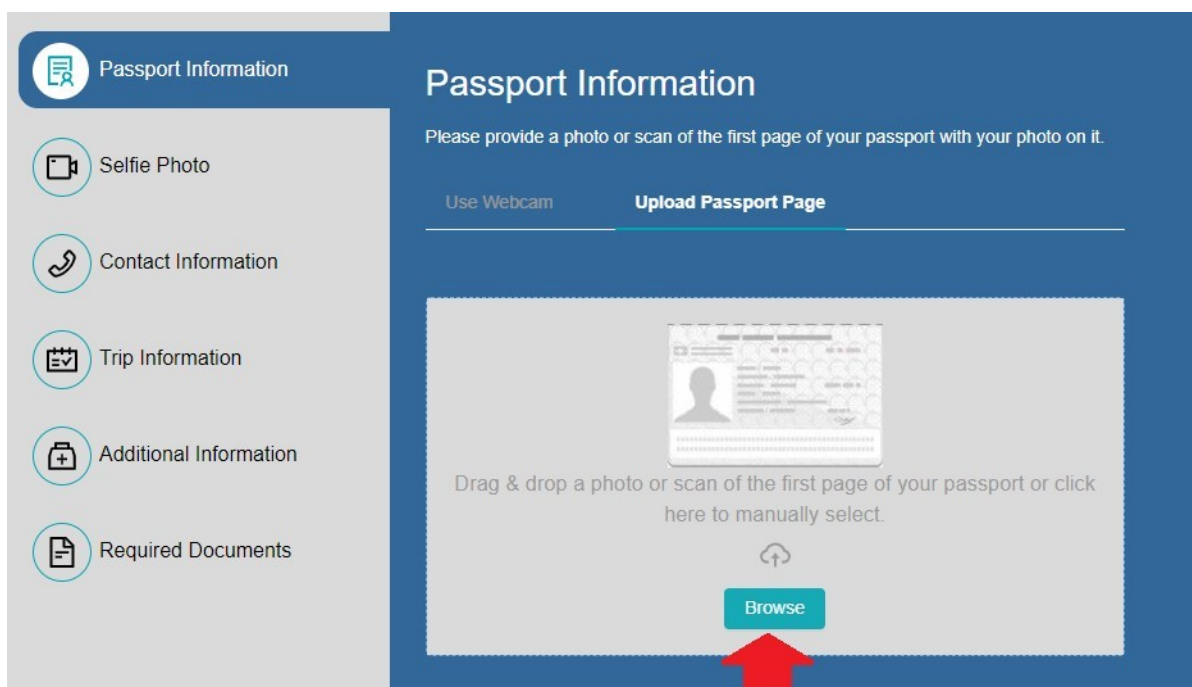 Passport Information
Selfie Photo
Contact Information
Trip Information
Additional Information
Required Documents
Passport Information
Please provide a photo or scan of the first page of your passport with your photo on it.
Use Webcam
Upload Passport Page
Drag & drop a photo or scan of the first page of your passport or click
here to manually select.
Browse